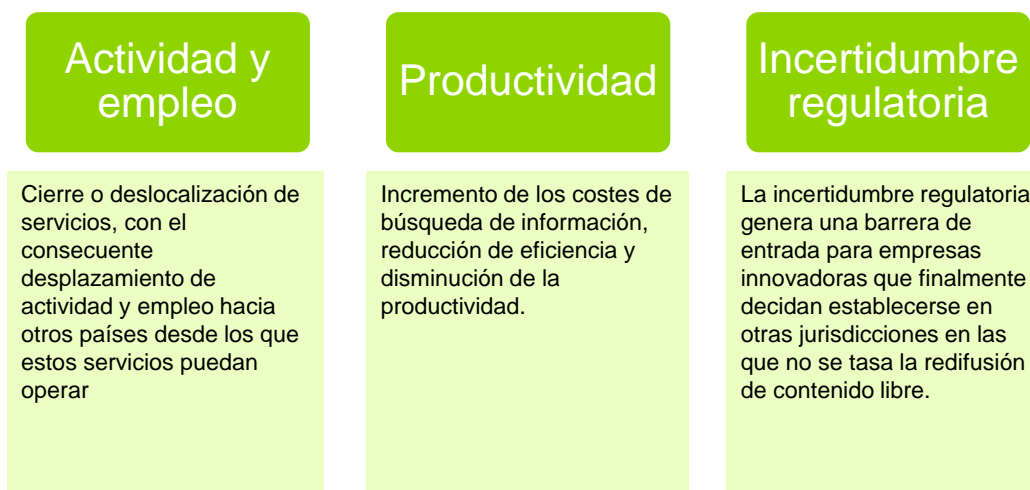 Actividad y
empleo
Cierre o deslocalización de
servicios, con el
consecuente
desplazamiento de
actividad y empleo hacia
otros países desde los que
estos servicios puedan
operar
Productividad
Incremento de los costes de
búsqueda de información,
reducción de eficiencia y
disminución de la
productividad.
Incertidumbre
regulatoria
La incertidumbre regulatoria
genera una barrera de
entrada para empresas
innovadoras que finalmente
decidan establecerse en
otras jurisdicciones en las
que no se tasa la redifusión
de contenido libre.